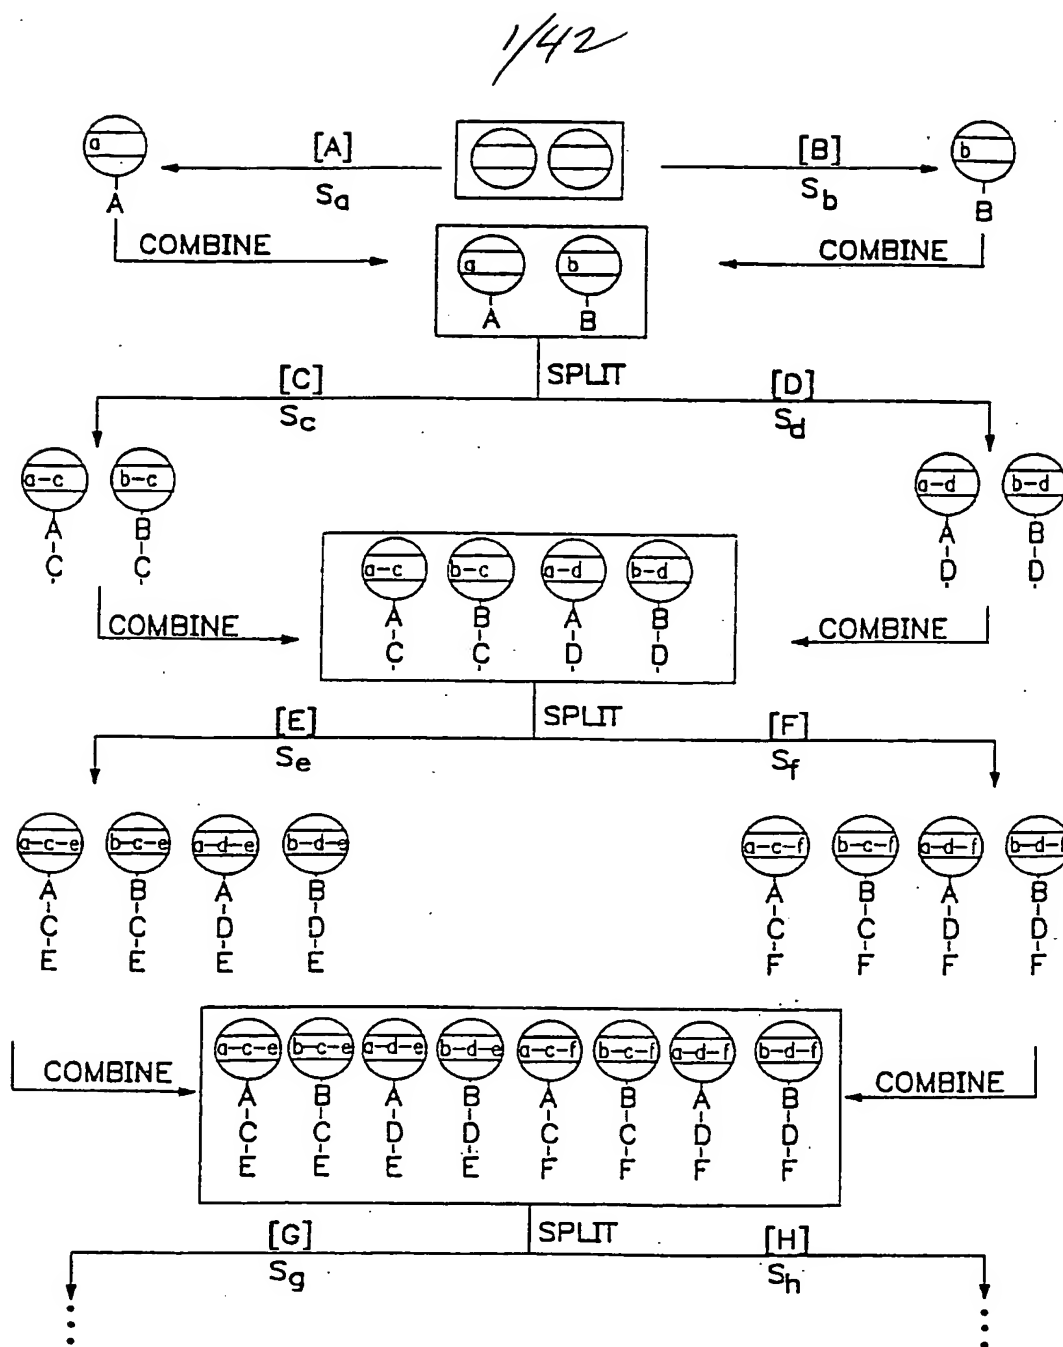 1/42
a [A] [B] b
Sa Sb
A B
COMBINE a b COMBINE
A B
SPLIT
[C] [D]
Sc Sd
a-c b-c a-d b-d
A B A B
C C D D
a-c b-c a-d b-d
A B A B
COMBINE COMBINE
C C D D
SPLIT
[E] [F]
Se Sf
a-c-e b-c-e a-d-e b-d-e a-c-f b-c-f a-d-f b-d-f
A B A B A B A B
C C D D C C D D
E E E E F F F F
a-c-e b-c-e a-d-e b-d-e a-c-f b-c-f a-d-f b-d-f
COMBINE COMBINE
A B A B A B A B
C C D D C C D D
E E E E F F F F
SPLIT
[G] [H]
Sg Sh